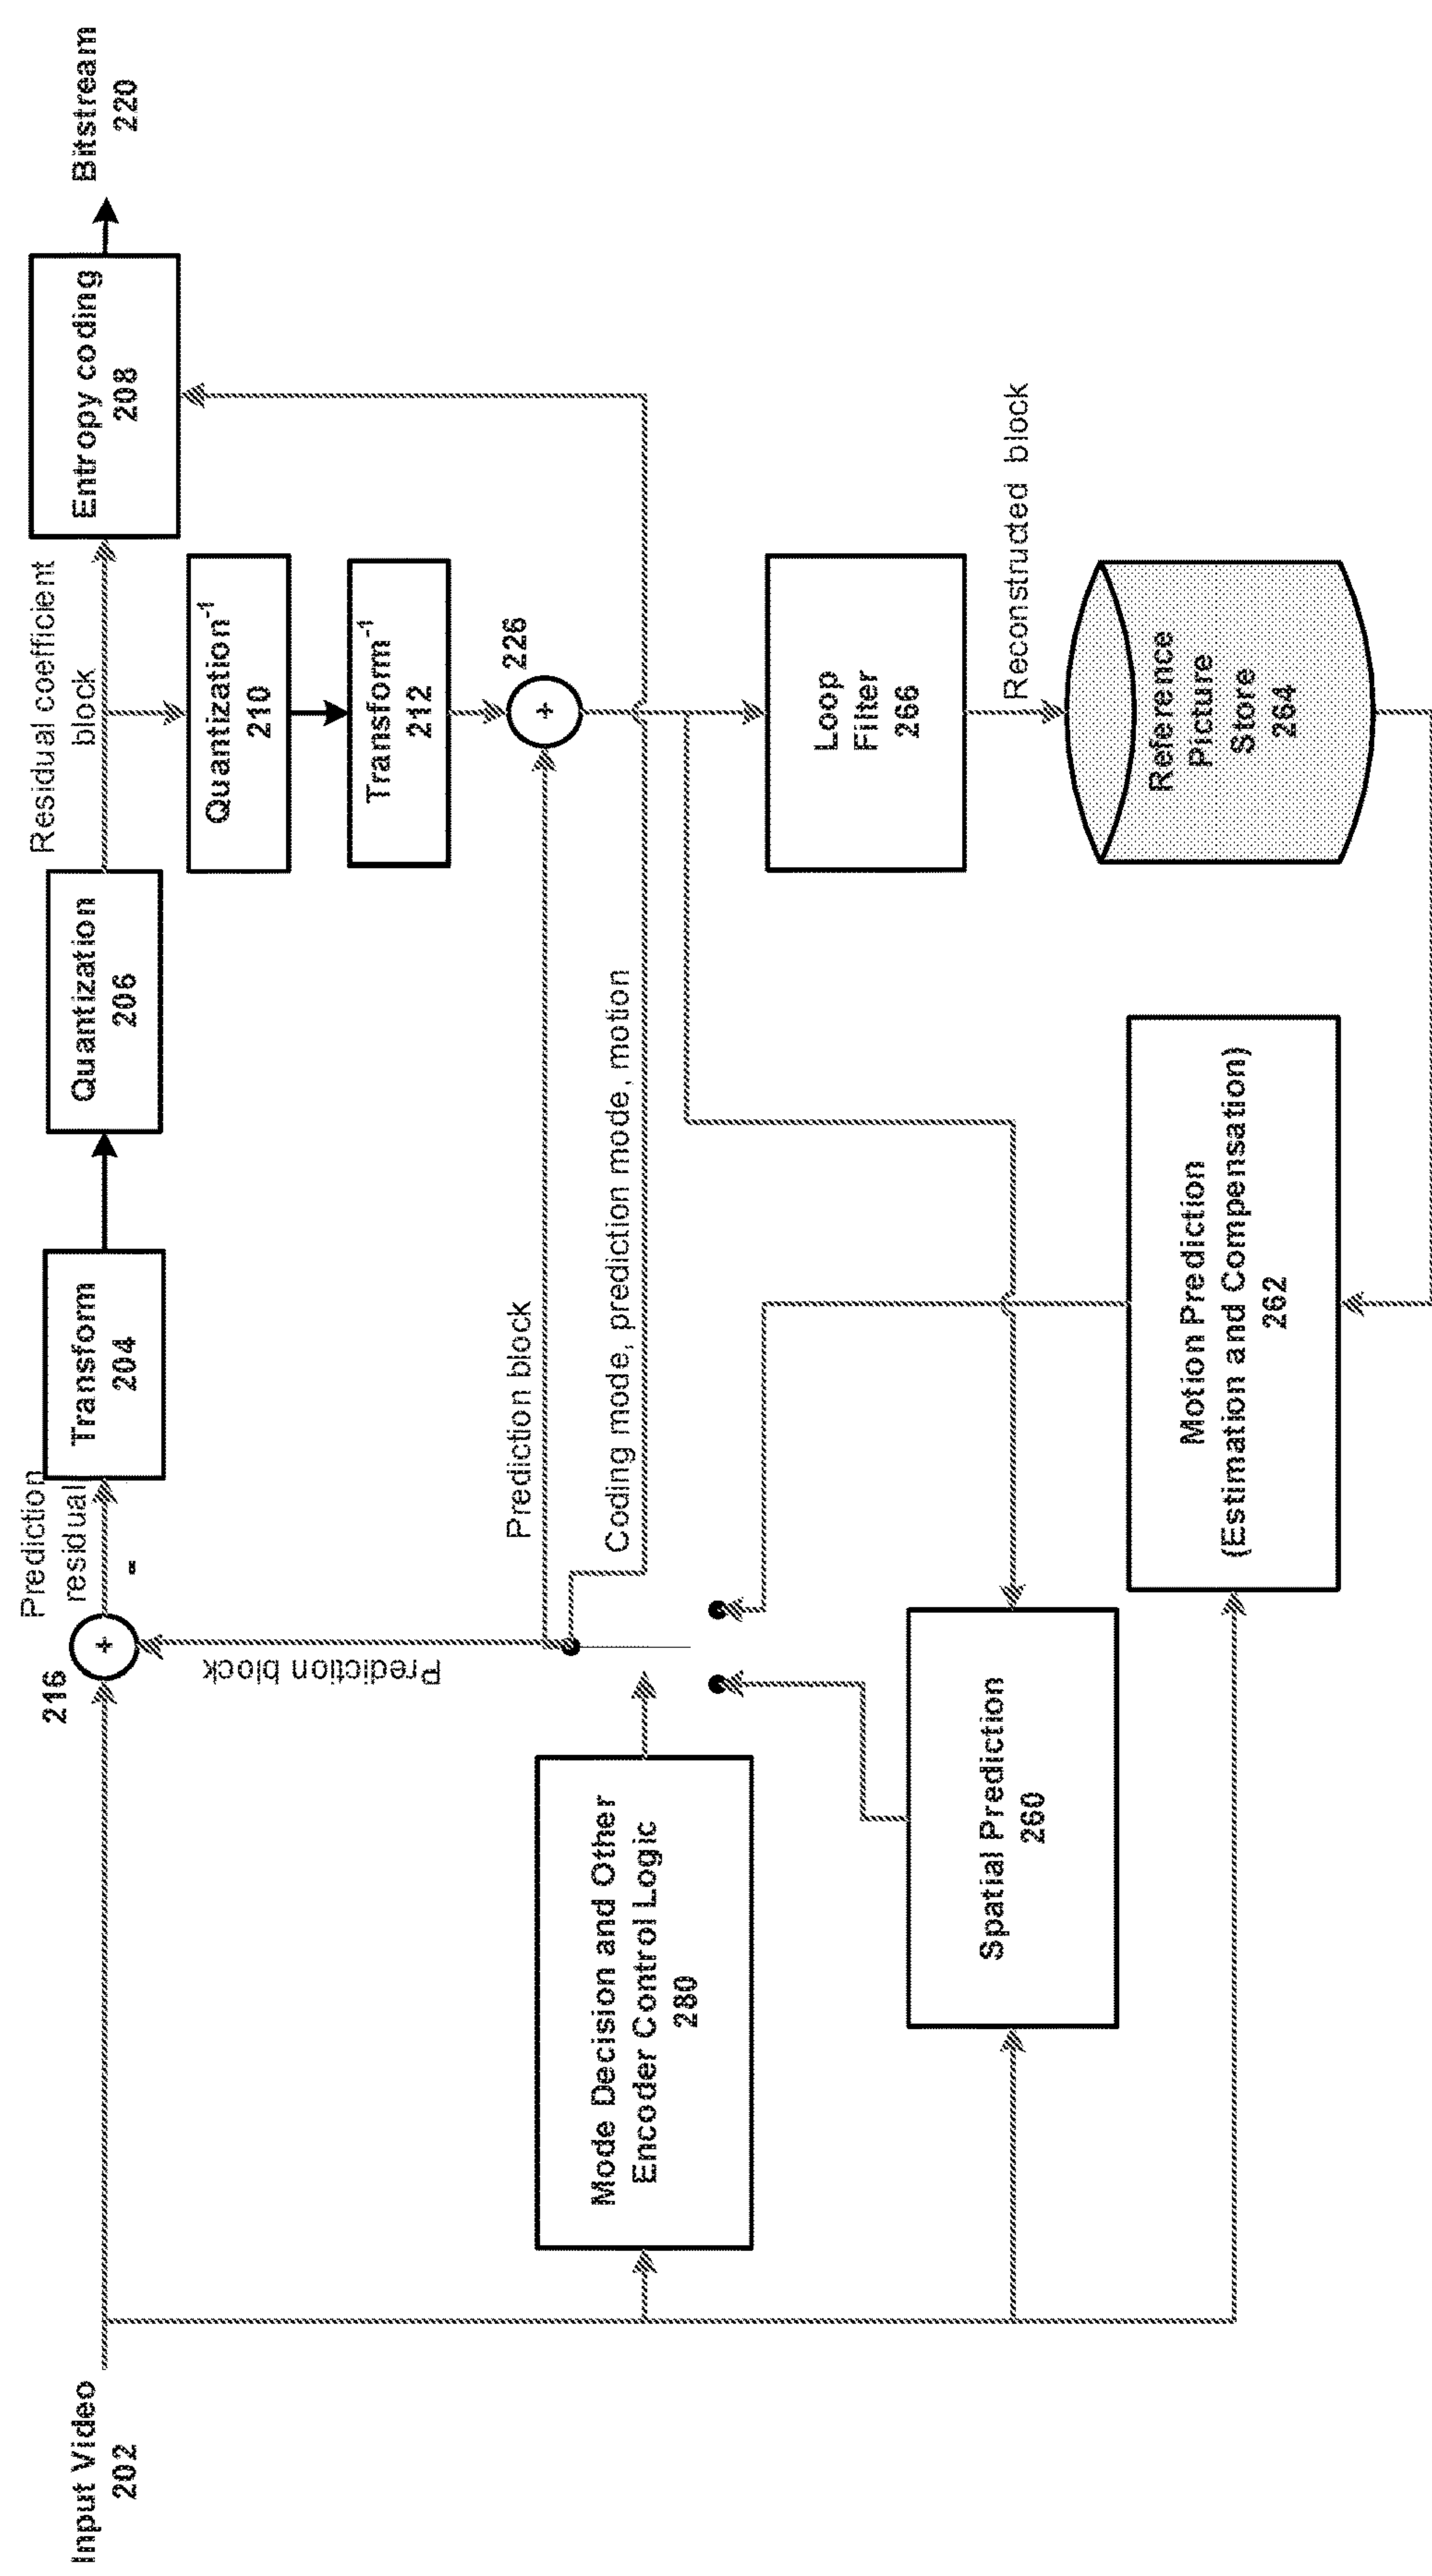 Input Video
202
216
Prediction
residual
-
+
Transform
204
Quantization
206
Residual coefficient
block
Entropy coding
208
Bitstream
220
Quantization-1
210
Transform-1
212
226
+
Prediction block
Prediction block
Coding mode, prediction mode, motion
Mode Decision and Other
Encoder Control Logic
280
Loop
Filter
266
Spatial Prediction
260
Reconstructed block
Motion Prediction
(Estimation and Compensation)
262
Reference
Picture
Store
264